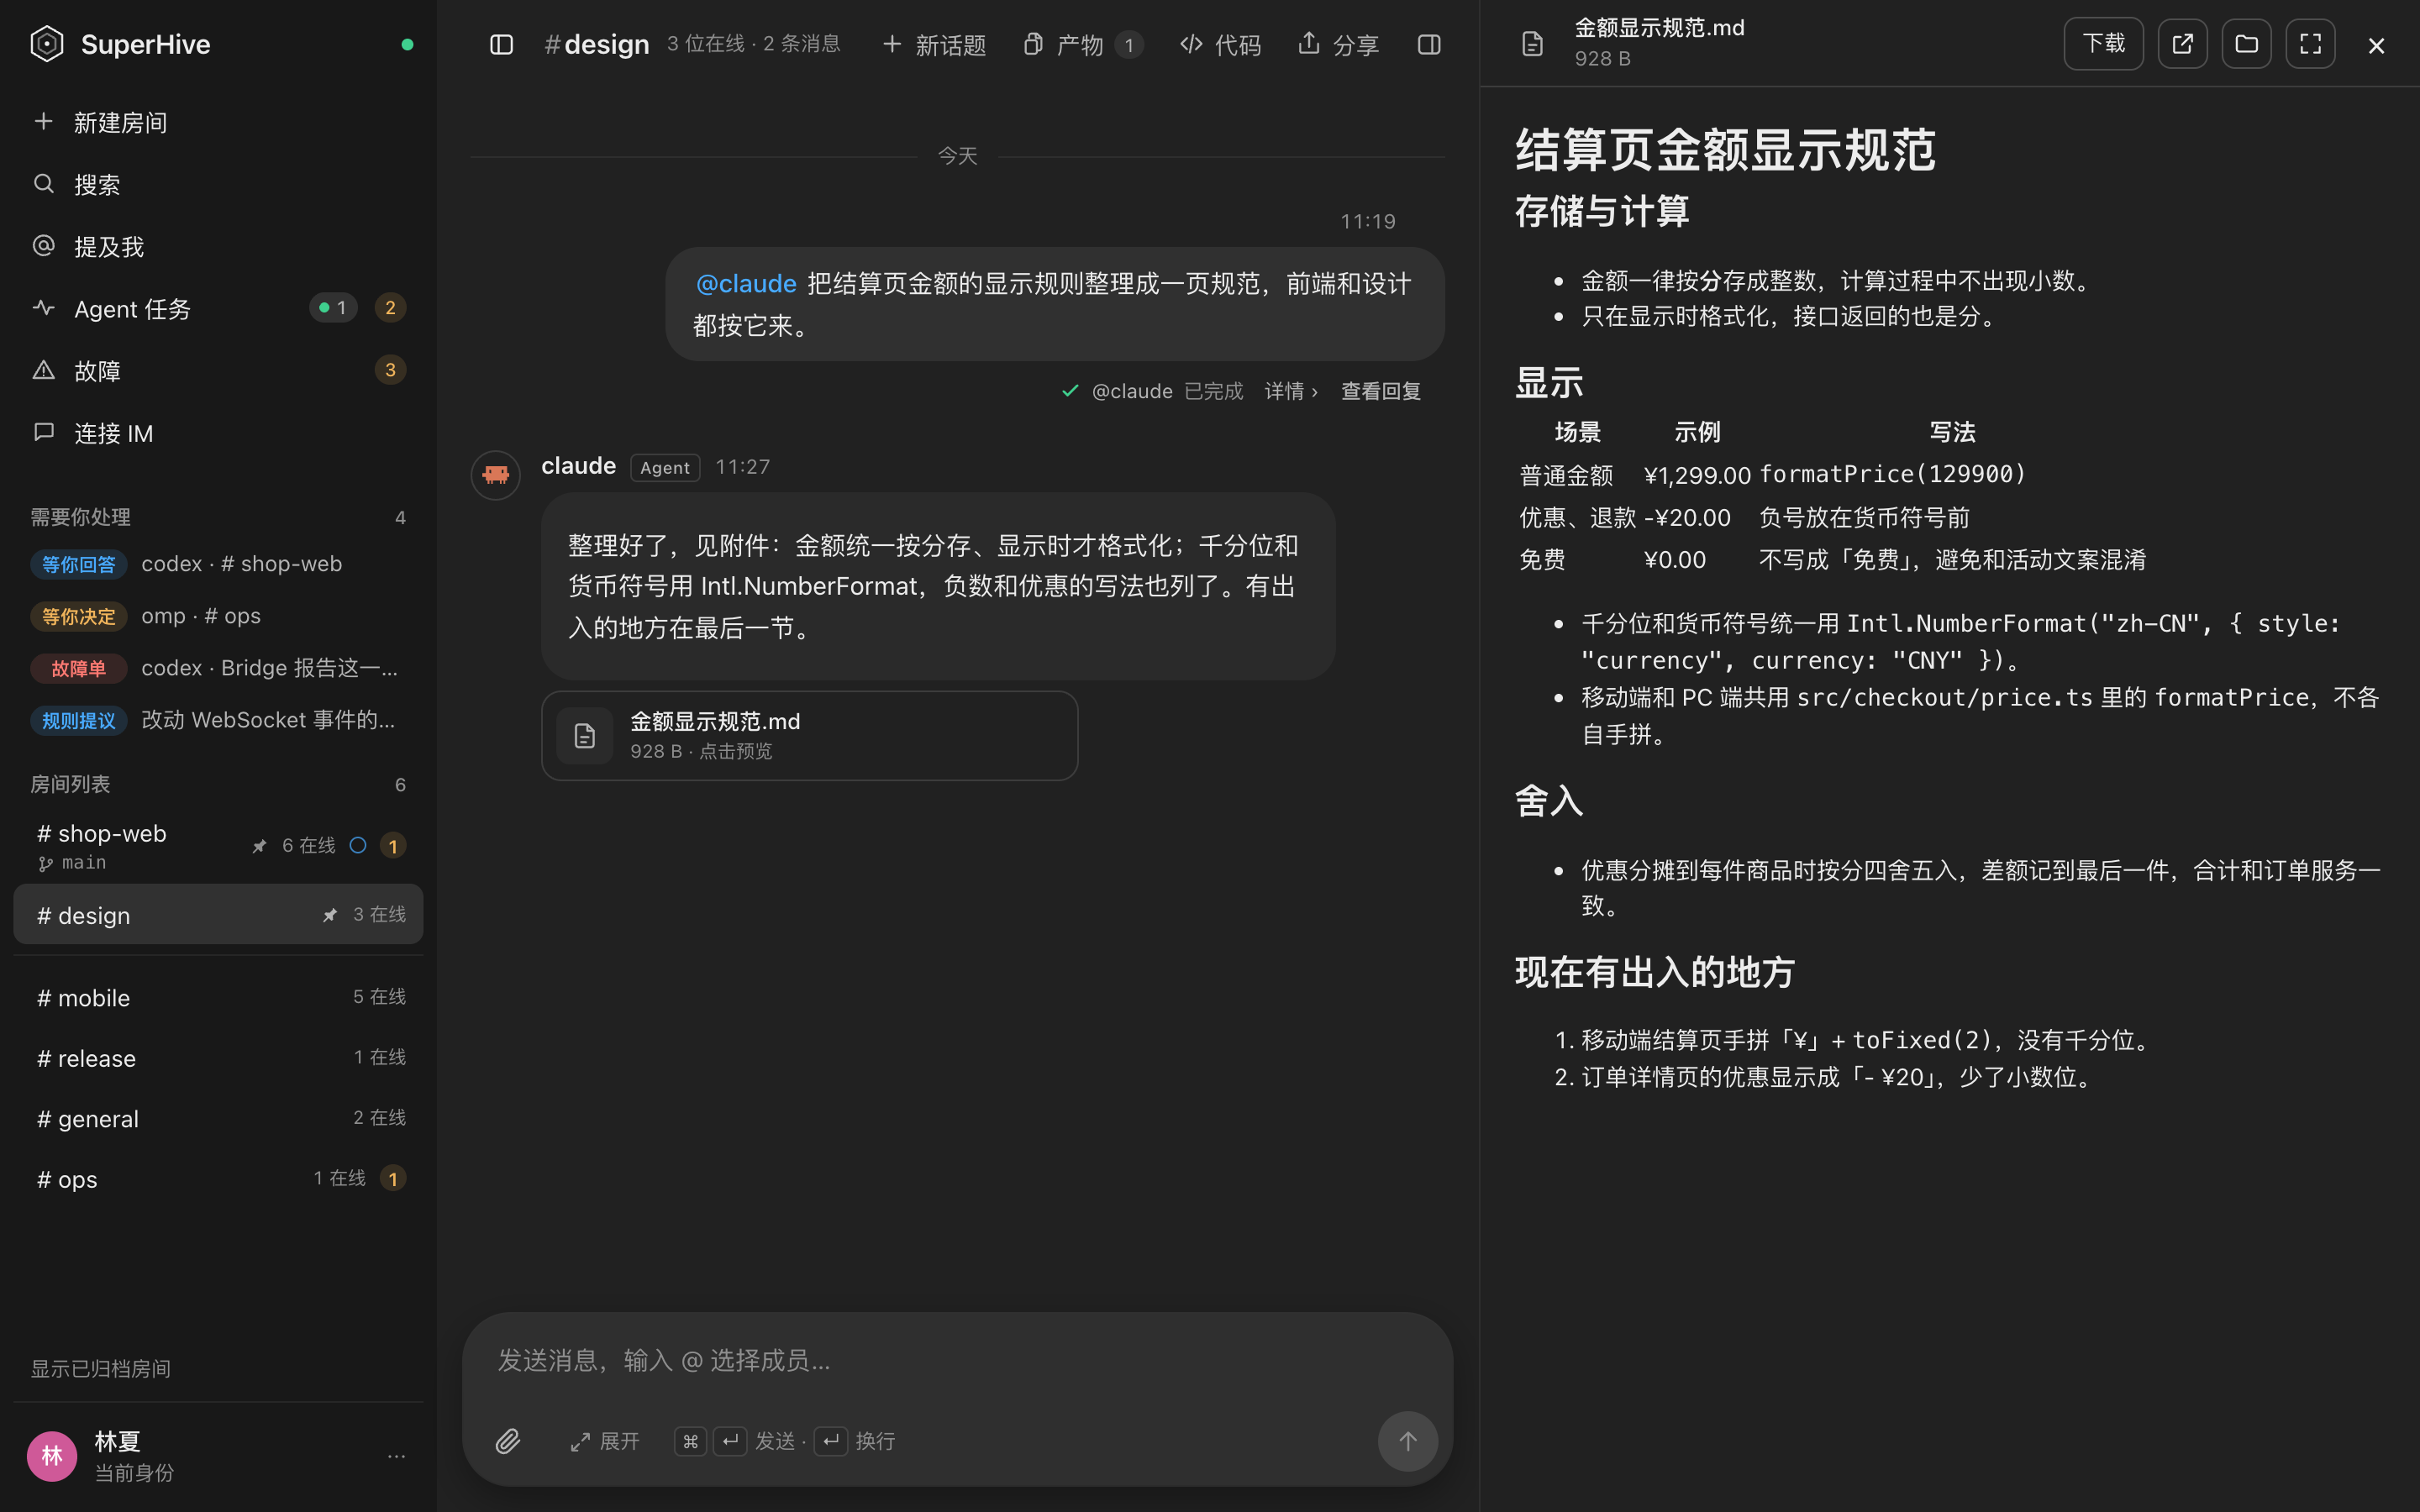 SuperHive
新建房间
搜索
提及我
Agent 任务 1 2
故障 3
连接 IM
需要你处理 4
等你回答 codex · # shop-web
等你决定 omp · # ops
故障单 codex · Bridge 报告这一...
规则提议 改动 WebSocket 事件的...
房间列表 6
# shop-web 6 在线 1
main
# design 3 在线
# mobile 5 在线
# release 1 在线
# general 2 在线
# ops 1 在线 1
显示已归档房间
林 林夏
当前身份
#design 3 位在线 · 2 条消息 新话题 产物 1 代码 分享
今天
11:19
@claude 把结算页金额的显示规则整理成一页规范，前端和设计
都按它来。
@claude 已完成 详情 › 查看回复
claude Agent 11:27
整理好了，见附件：金额统一按分存、显示时才格式化；千分位和
货币符号用 Intl.NumberFormat，负数和优惠的写法也列了。有出
入的地方在最后一节。
金额显示规范.md
928 B · 点击预览
发送消息，输入 @ 选择成员...
展开 ⌘ ↵ 发送 · ↵ 换行
金额显示规范.md
928 B
下载
结算页金额显示规范
存储与计算
• 金额一律按分存成整数，计算过程中不出现小数。
• 只在显示时格式化，接口返回的也是分。
显示
场景 示例 写法
普通金额 ¥1,299.00 formatPrice(129900)
优惠、退款 -¥20.00 负号放在货币符号前
免费 ¥0.00 不写成「免费」，避免和活动文案混淆
• 千分位和货币符号统一用 Intl.NumberFormat("zh-CN", { style:
"currency", currency: "CNY" })。
• 移动端和 PC 端共用 src/checkout/price.ts 里的 formatPrice，不各
自手拼。
舍入
• 优惠分摊到每件商品时按分四舍五入，差额记到最后一件，合计和订单服务一
致。
现在有出入的地方
1. 移动端结算页手拼「¥」+ toFixed(2)，没有千分位。
2. 订单详情页的优惠显示成「- ¥20」，少了小数位。